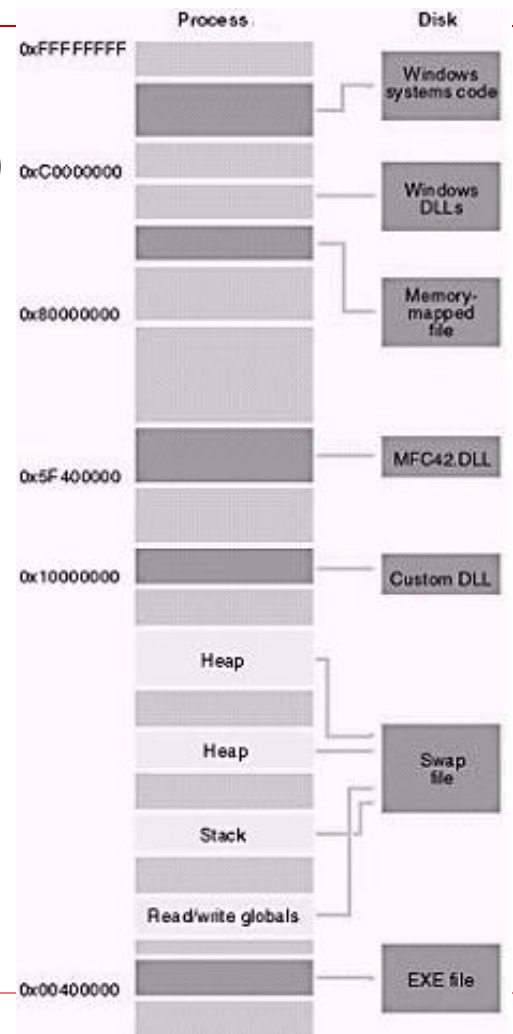 Process
Disk
0xFFFFFFFF
Windows
systems code
0xC0000000
Windows
DLLs
Memory-
mapped
file
0x80000000
MFC42.DLL
0x5F400000
0x10000000
Custom DLL
Heap
Heap
Swap
file
Stack
Read/write globals
EXE file
0x00400000